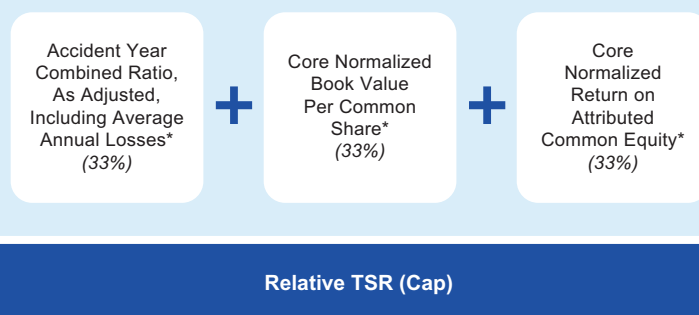 Accident Year
Combined Ratio,
As Adjusted,
Including Average
Annual Losses*
(33%)
+
Core Normalized
Book Value
Per Common
Share*
(33%)
+
Core
Normalized
Return on
Attributed
Common Equity*
(33%)
Relative TSR (Cap)